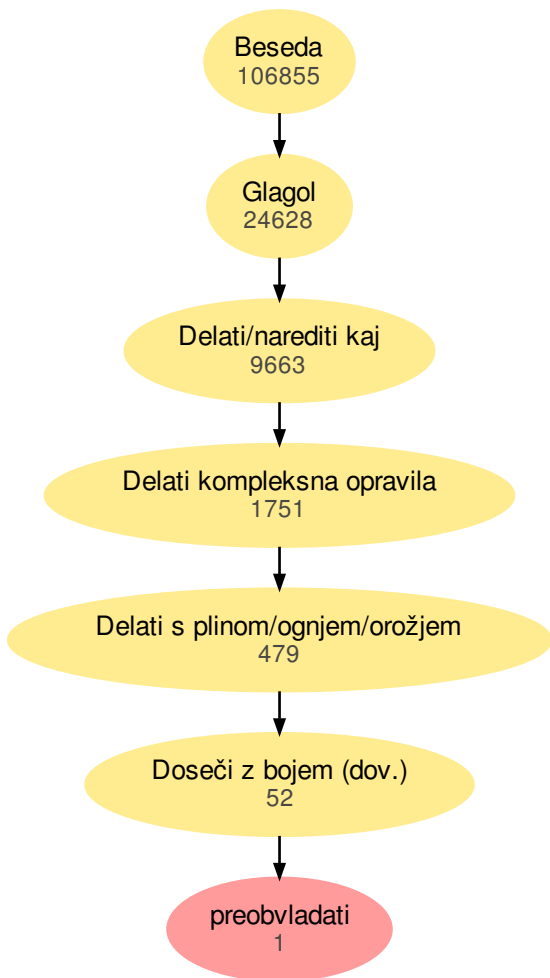 Beseda
106855
Glagol
24628
Delati/narediti kaj
9663
Delati kompleksna opravila
1751
Delati s plinom/ognjem/orožjem
479
Doseči z bojem (dov.)
52
preobvladati
1